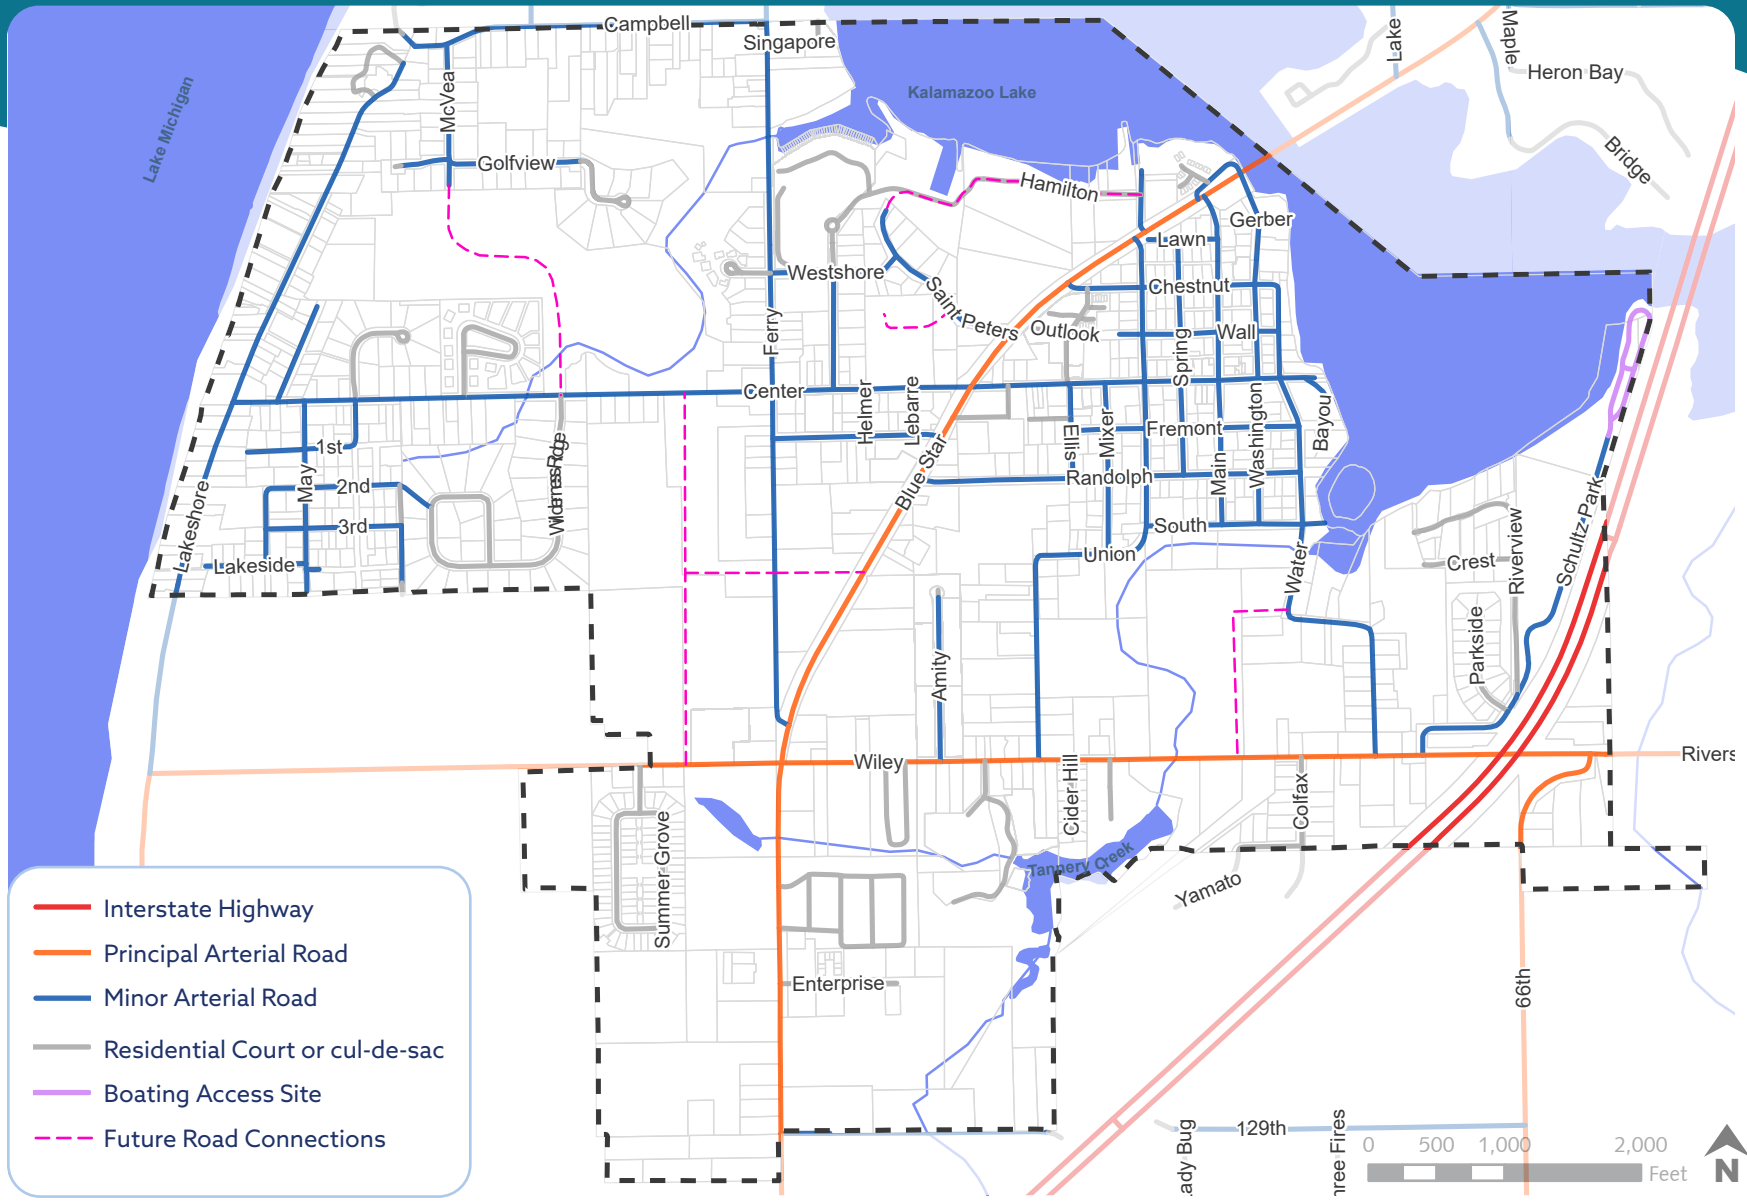 Campbell
Singapore
Lake
Maple
Heron Bay
Bridge
Lake Michigan
McVea
Kalamazoo Lake
Golfview
Hamilton
Gerber
Lawn
Westshore
Chestnut
Saint Peters
Outlook
Wall
Ferry
Spring
Center
Helmer
Lebarre
Ellis
Mixer
Fremont
Main
Washington
Bayou
1st
May
2nd
3rd
Lakeshore
Lakeside
Blue Star
Randolph
South
Union
Water
Schultz Park
Crest
Riverview
Parkside
Amity
Wiley
Rivers
Cider Hill
Colfax
Summer Grove
Tannery Creek
Yamato
Enterprise
66th
129th
Interstate Highway
Principal Arterial Road
Minor Arterial Road
Residential Court or cul-de-sac
Boating Access Site
Future Road Connections
ady Bug
hree Fires
0 500 1,000 2,000
Feet
N